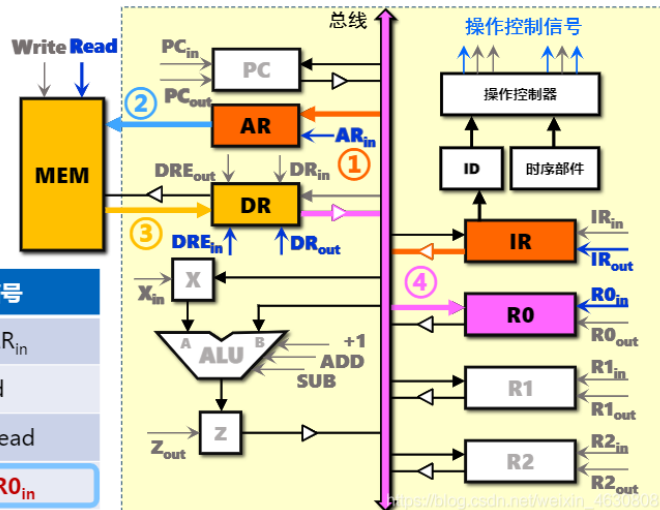 总线
操作控制信号
Write Read
PCin
PC
PCout
操作控制器
②
AR
ARin
①
MEM
DREout
DRin
ID
时序部件
DR
③
DREin
DRout
IRin
IR
IRout
号
X
Xin
④
R0in
R0
R0out
Rin
A
B
ALU
+1
ADD
SUB
R1in
R1
R1out
d
ead
Z
Zout
R2in
R2
R2out
R0in
https://blog.csdn.net/weixin_4630808